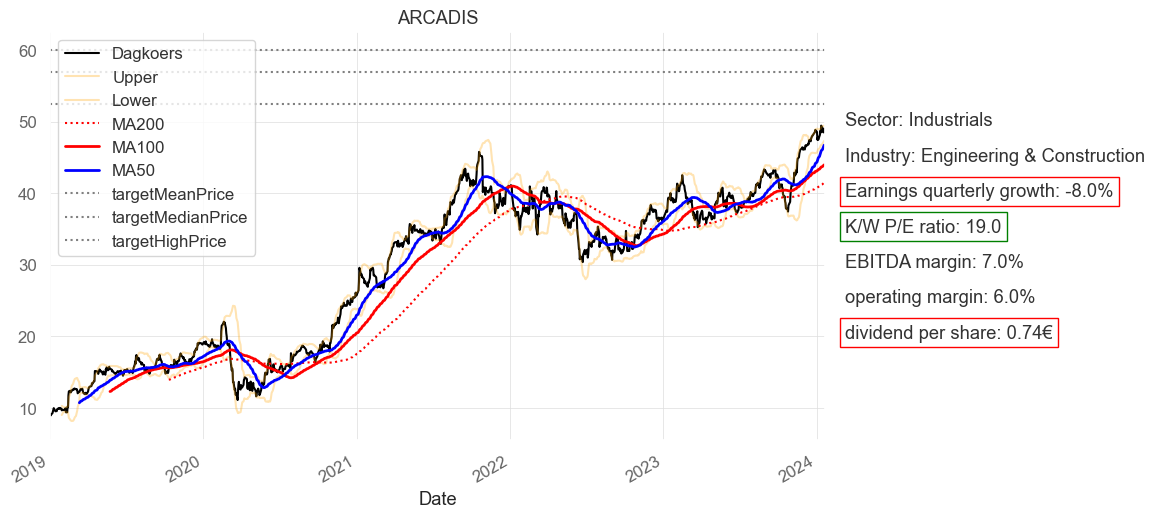 ARCADIS
60
50
40
30
20
10
Dagkoers
Upper
Lower
MA200
MA100
MA50
targetMeanPrice
targetMedianPrice
targetHighPrice
2019
2020
2021
2022
2023
2024
Date
Sector: Industrials
Industry: Engineering & Construction
Earnings quarterly growth: -8.0%
K/W P/E ratio: 19.0
EBITDA margin: 7.0%
operating margin: 6.0%
dividend per share: 0.74€